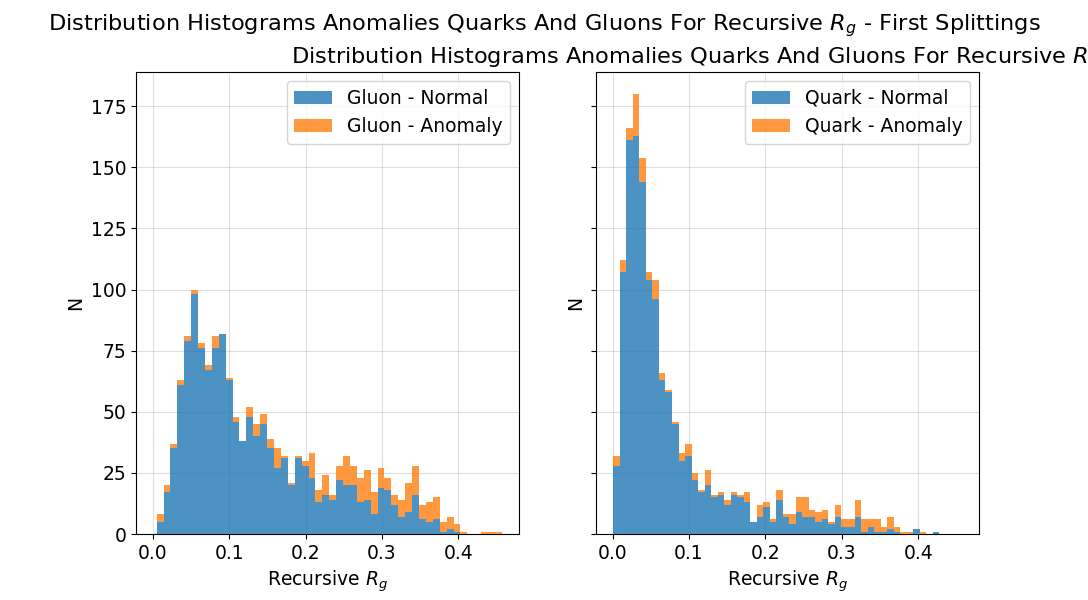 Distribution Histograms Anomalies Quarks And Gluons For Recursive $R_g$ - First Splittings
Distribution Histograms Anomalies Quarks And Gluons For Recursive R
Gluon - Normal
Gluon - Anomaly
175
150
125
100
75
50
25
0
N
0.0 0.1 0.2 0.3 0.4
Recursive $R_g$
Quark - Normal
Quark - Anomaly
N
0.0 0.1 0.2 0.3 0.4
Recursive $R_g$